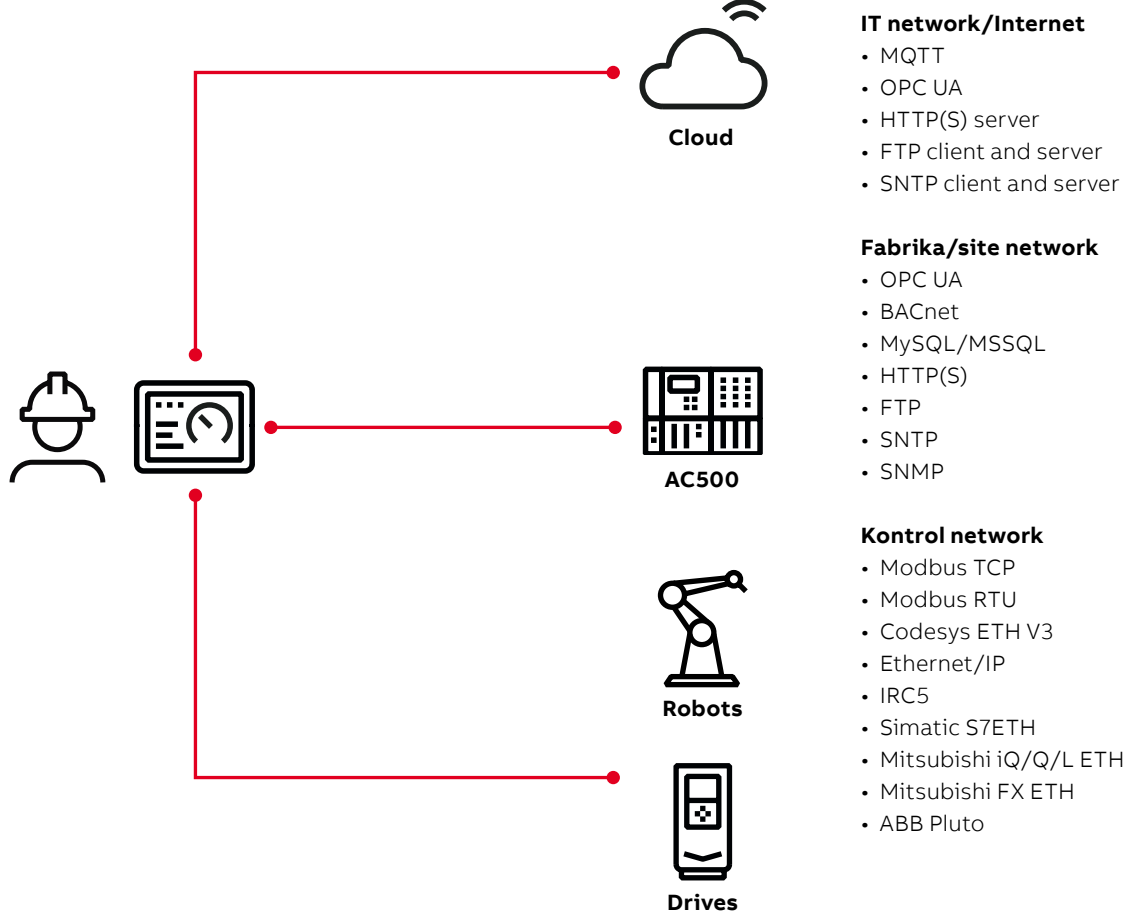 Cloud
AC500
Robots
Drives
IT network/Internet
• MQTT
• OPC UA
• HTTP(S) server
• FTP client and server
• SNTP client and server
Fabrika/site network
• OPC UA
• BACnet
• MySQL/MSSQL
• HTTP(S)
• FTP
• SNTP
• SNMP
Kontrol network
• Modbus TCP
• Modbus RTU
• Codesys ETH V3
• Ethernet/IP
• IRC5
• Simatic S7ETH
• Mitsubishi iQ/Q/L ETH
• Mitsubishi FX ETH
• ABB Pluto